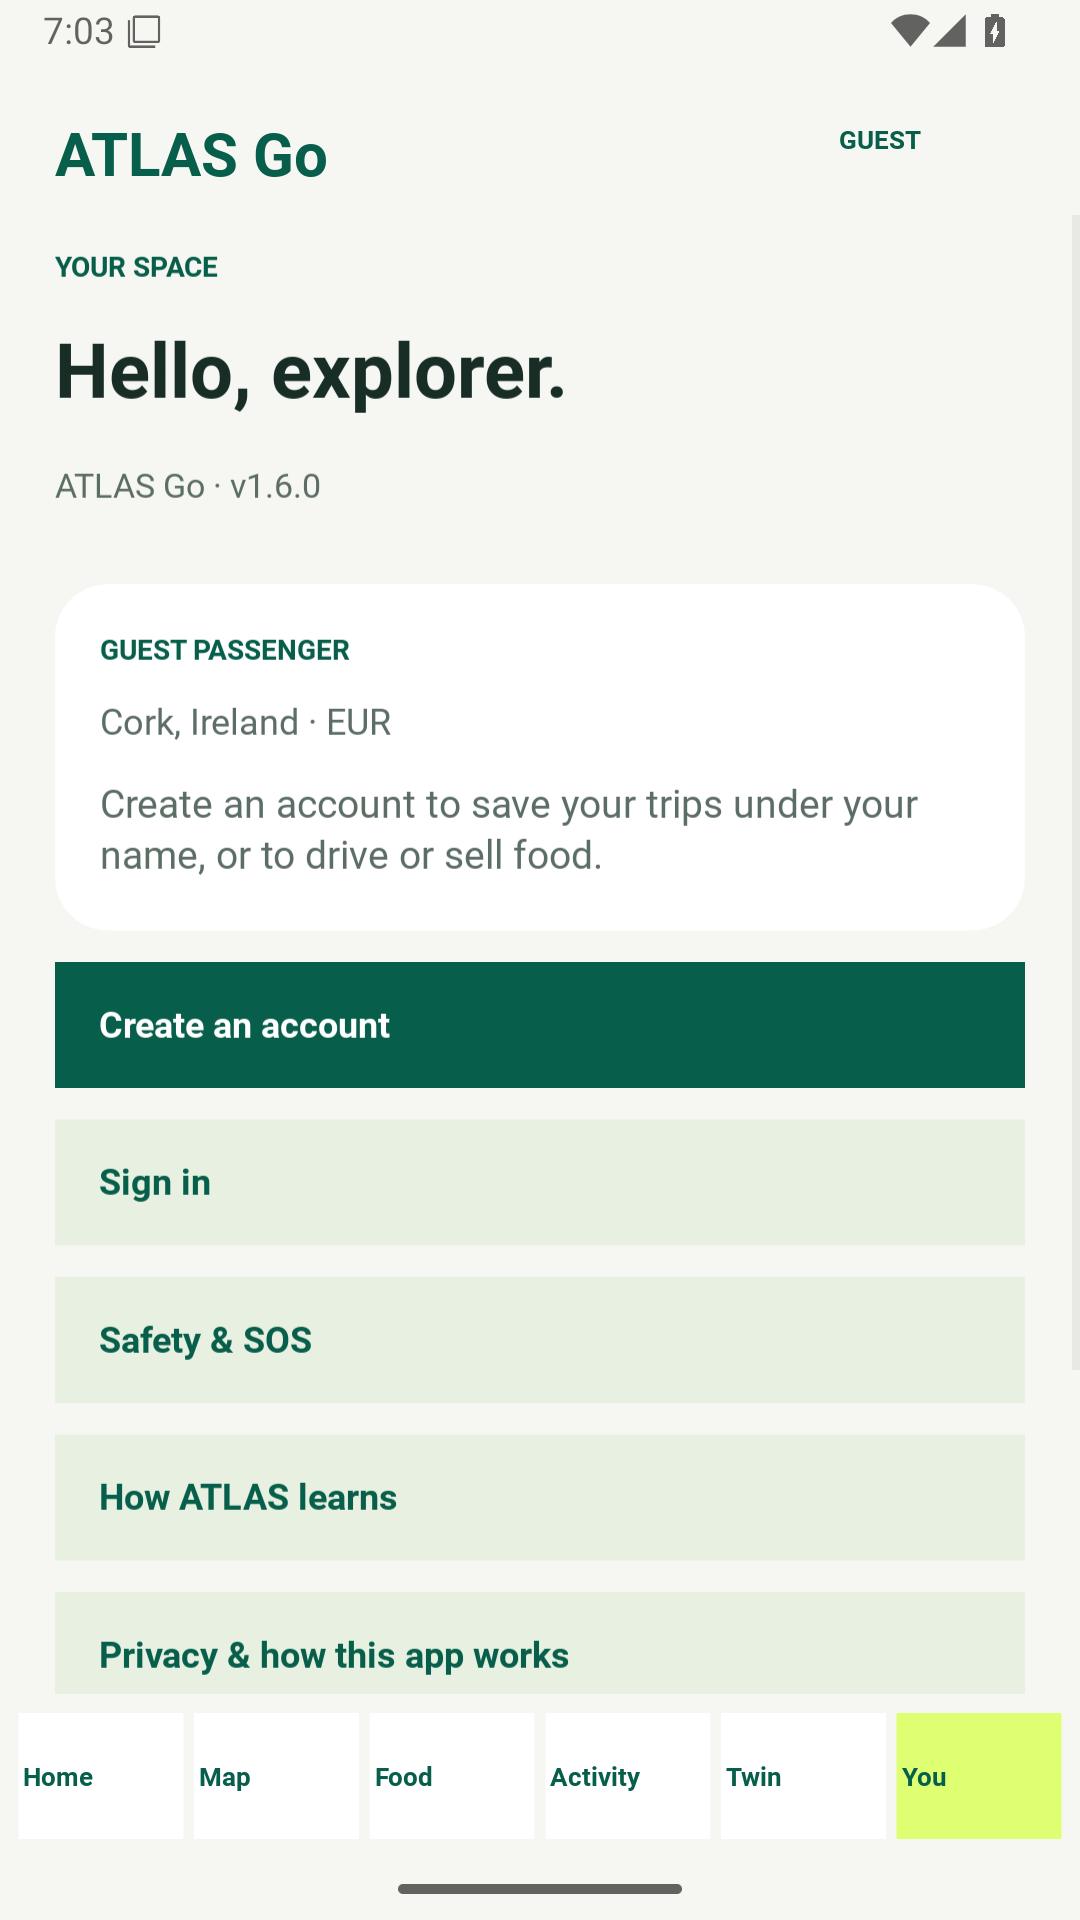 7:03
ATLAS Go
GUEST
YOUR SPACE
Hello, explorer.
ATLAS Go · v1.6.0
GUEST PASSENGER
Cork, Ireland · EUR
Create an account to save your trips under your
name, or to drive or sell food.
Create an account
Sign in
Safety & SOS
How ATLAS learns
Privacy & how this app works
Home
Map
Food
Activity
Twin
You